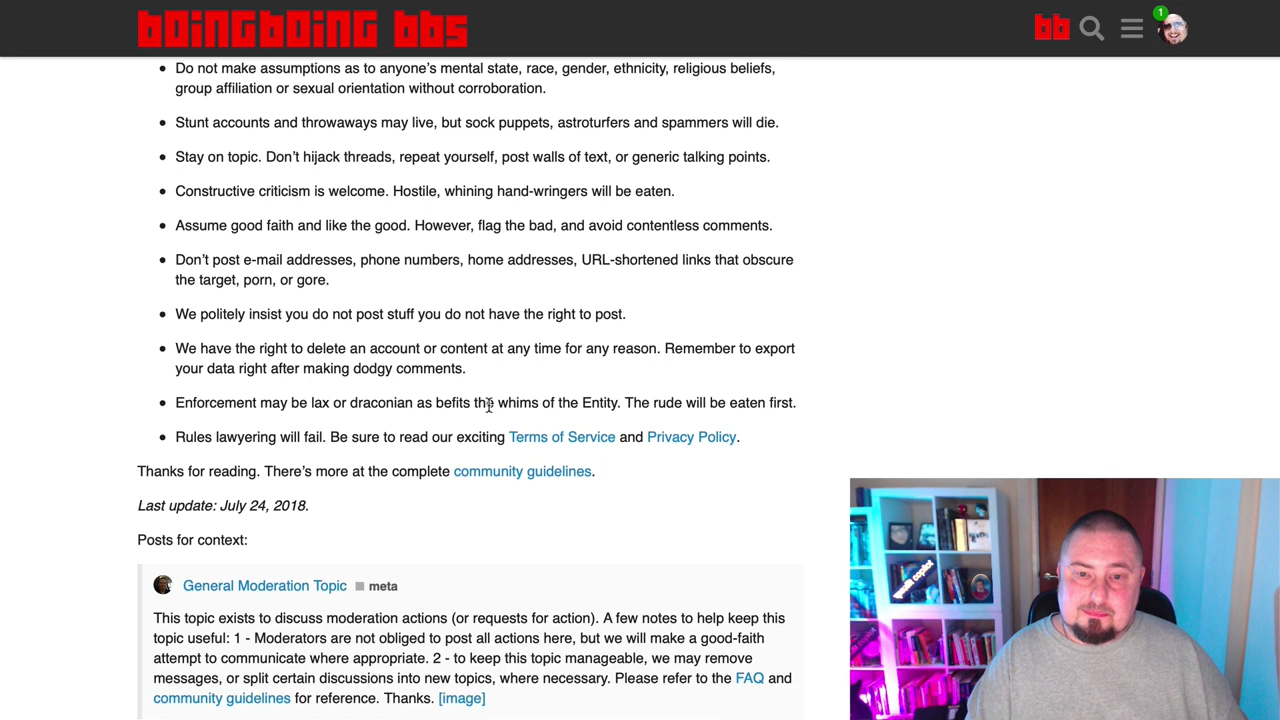 boingboing bbs
bb
1
Do not make assumptions as to anyone's mental state, race, gender, ethnicity, religious beliefs,
group affiliation or sexual orientation without corroboration.
Stunt accounts and throwaways may live, but sock puppets, astroturfers and spammers will die.
Stay on topic. Don't hijack threads, repeat yourself, post walls of text, or generic talking points.
Constructive criticism is welcome. Hostile, whining hand-wringers will be eaten.
Assume good faith and like the good. However, flag the bad, and avoid contentless comments.
Don't post e-mail addresses, phone numbers, home addresses, URL-shortened links that obscure
the target, porn, or gore.
We politely insist you do not post stuff you do not have the right to post.
We have the right to delete an account or content at any time for any reason. Remember to export
your data right after making dodgy comments.
Enforcement may be lax or draconian as befits the whims of the Entity. The rude will be eaten first.
Rules lawyering will fail. Be sure to read our exciting Terms of Service and Privacy Policy.
Thanks for reading. There's more at the complete community guidelines.
Last update: July 24, 2018.
Posts for context:
General Moderation Topic meta
This topic exists to discuss moderation actions (or requests for action). A few notes to help keep this
topic useful: 1 - Moderators are not obliged to post all actions here, but we will make a good-faith
attempt to communicate where appropriate. 2 - to keep this topic manageable, we may remove
messages, or split certain discussions into new topics, where necessary. Please refer to the FAQ and
community guidelines for reference. Thanks. [image]